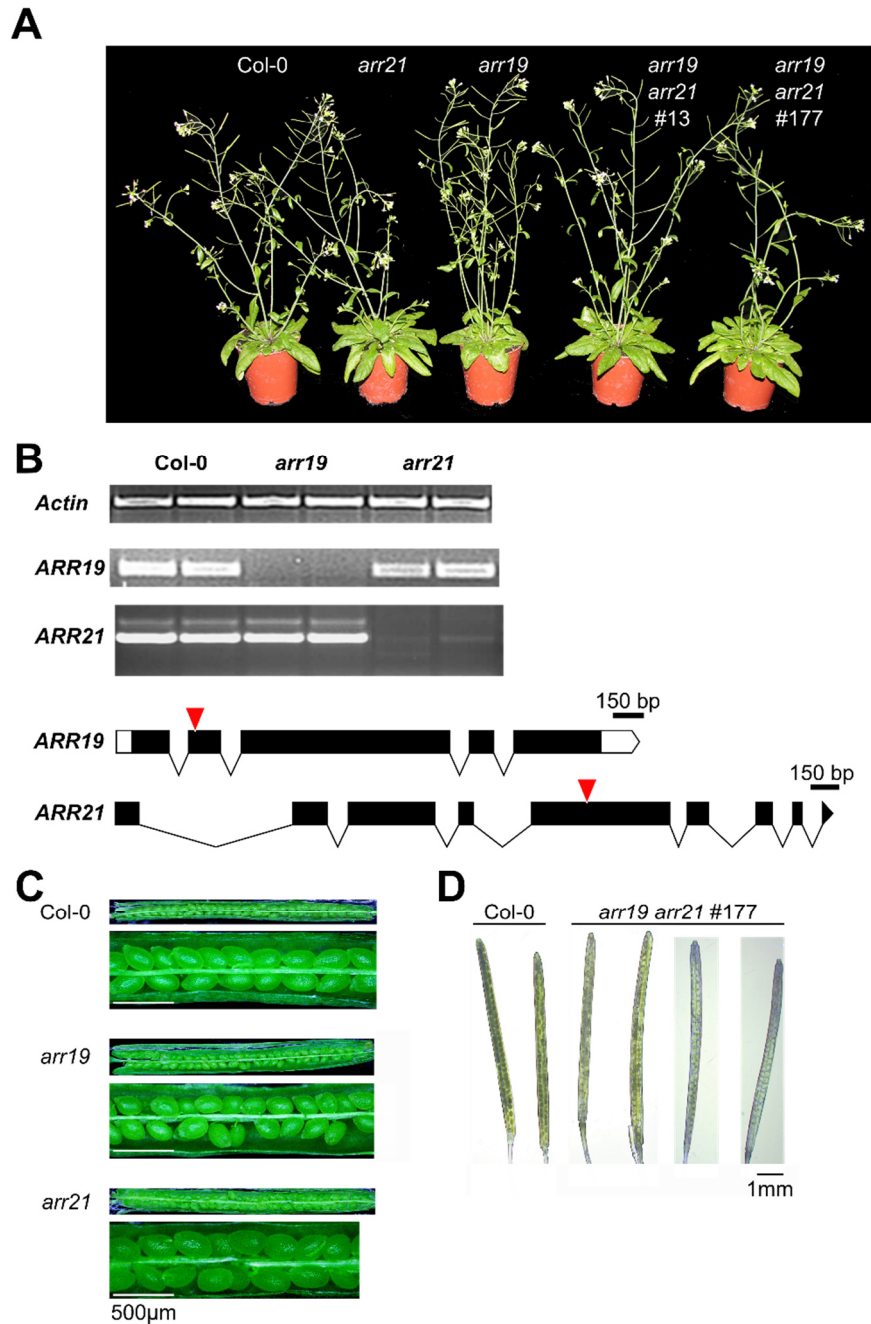 A
Col-0 arr21 arr19 arr19 arr19
arr21 arr21
#13 #177
B
Col-0 arr19 arr21
Actin
ARR19
ARR21
150 bp
ARR19
150 bp
ARR21
C
Col-0
arr19
arr21
500µm
D
Col-0 arr19 arr21 #177
1mm